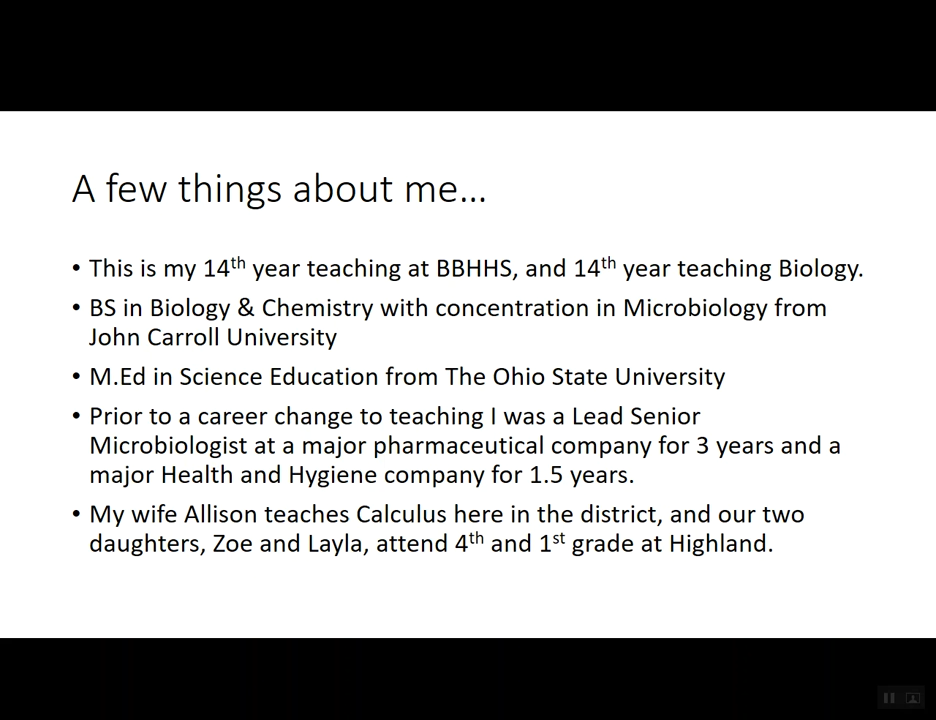 A few things about me...
• This is my 14th year teaching at BBHHS, and 14th year teaching Biology.
• BS in Biology & Chemistry with concentration in Microbiology from
John Carroll University
• M.Ed in Science Education from The Ohio State University
• Prior to a career change to teaching I was a Lead Senior
Microbiologist at a major pharmaceutical company for 3 years and a
major Health and Hygiene company for 1.5 years.
• My wife Allison teaches Calculus here in the district, and our two
daughters, Zoe and Layla, attend 4th and 1st grade at Highland.